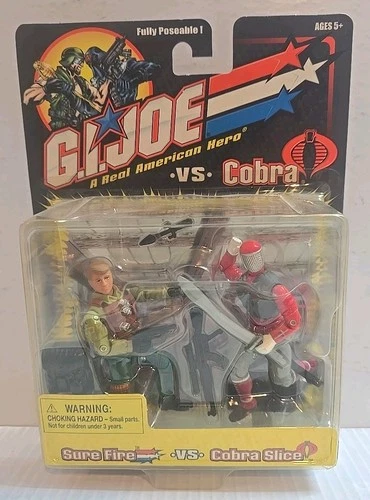 Fully Poseable !
AGES 5+
G.I.JOE
A Real American Hero®
•VS• Cobra
WARNING:
CHOKING HAZARD – Small parts.
Not for children under 3 years.
Sure Fire •VS• Cobra Slice